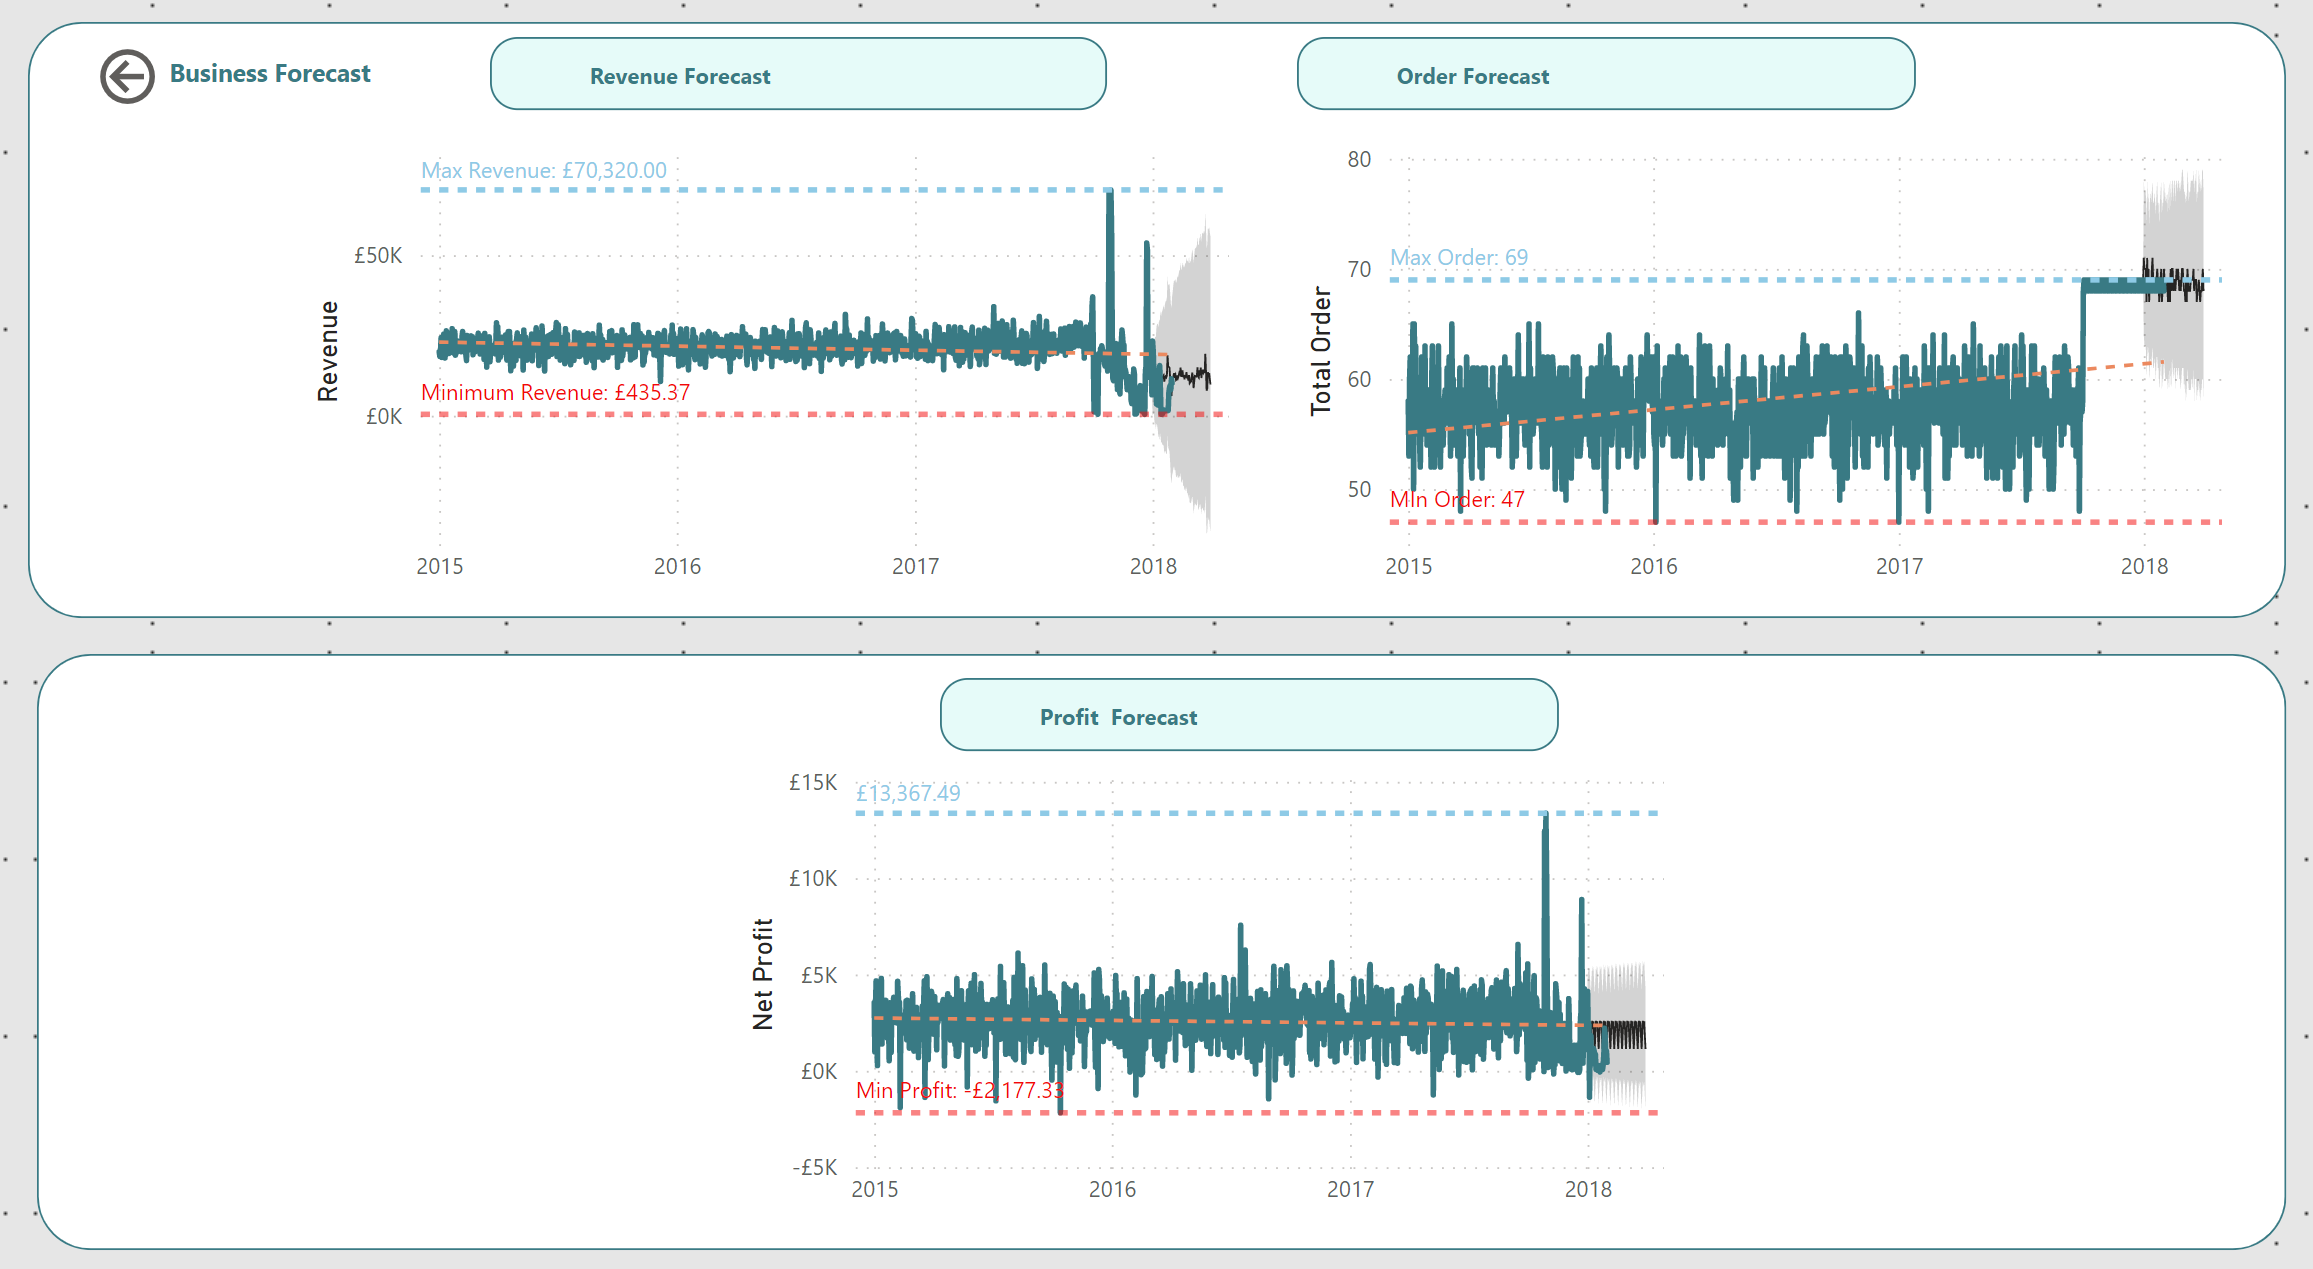 Business Forecast
Revenue Forecast
Order Forecast
Max Revenue: £70,320.00
£50K
£0K
Minimum Revenue: £435.37
Revenue
2015 2016 2017 2018
80
70
60
50
Max Order: 69
MIn Order: 47
Total Order
2015 2016 2017 2018
Profit Forecast
£15K
£13,367.49
£10K
£5K
£0K
Min Profit: -£2,177.33
-£5K
Net Profit
2015 2016 2017 2018